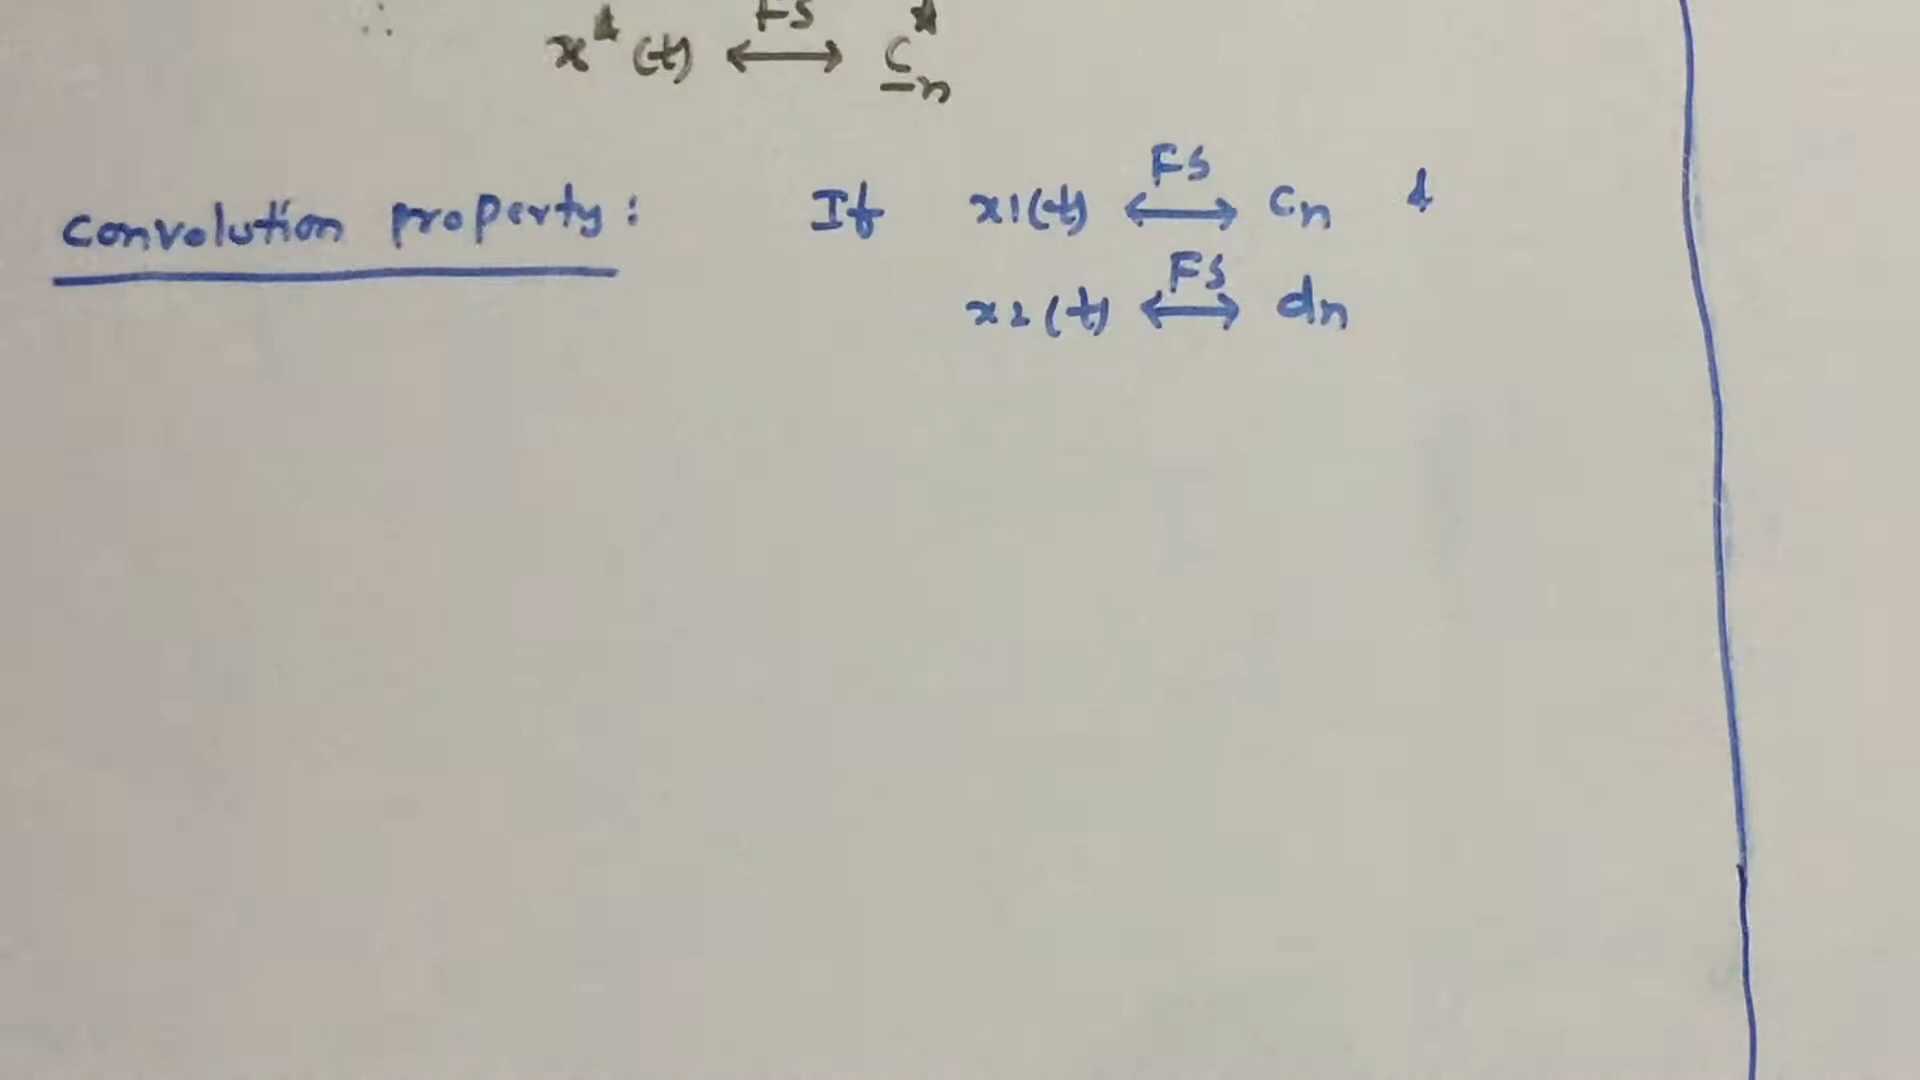 ∴ x*(t) <-FS-> C*_-n
Convolution property: If x1(t) <-FS-> Cn &
x2(t) <-FS-> dn